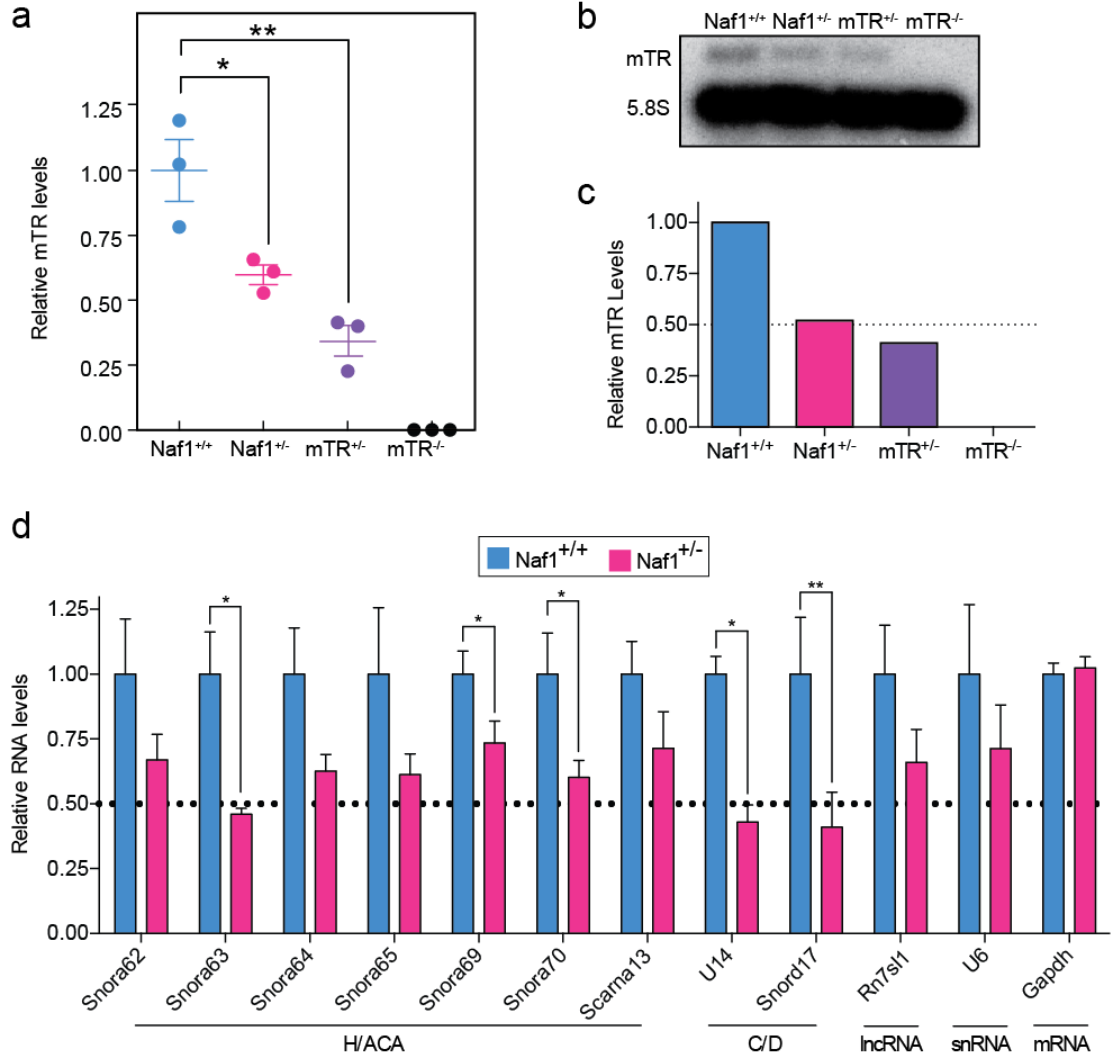 a
**
*
Relative mTR levels
1.25
1.00
0.75
0.50
0.25
0.00
Naf1+/+ Naf1+/- mTR+/- mTR-/-
b
Naf1+/+ Naf1+/- mTR+/- mTR-/-
mTR
5.8S
c
Relative mTR Levels
1.00
0.75
0.50
0.25
0.00
Naf1+/+ Naf1+/- mTR+/- mTR-/-
d
Naf1+/+ Naf1+/-
Relative RNA levels
1.25
1.00
0.75
0.50
0.25
0.00
* * * * **
Snora62 Snora63 Snora64 Snora65 Snora69 Snora70 Scarna13 U14 Snord17 Rn7sl1 U6 Gapdh
H/ACA C/D lncRNA snRNA mRNA